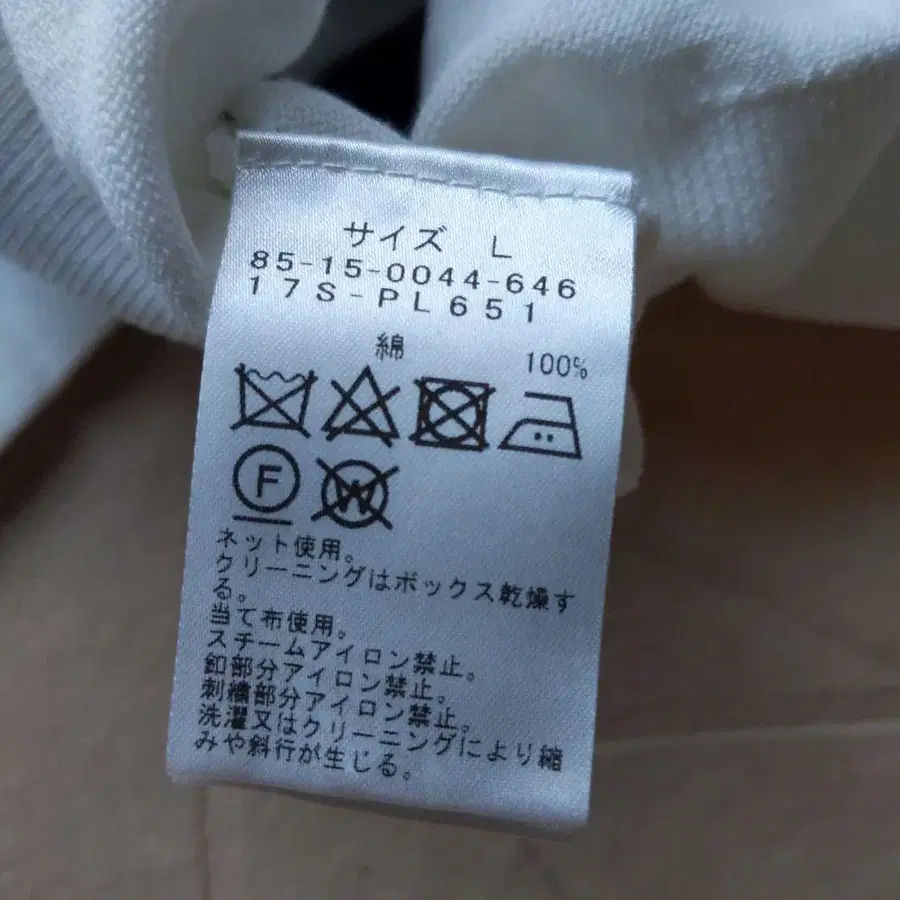 サイズ L
85-15-0044-646
17S-PL651
綿 100%
F
W
ネット使用。
クリーニングはボックス乾燥す
る。
当て布使用。
スチームアイロン禁止。
釦部分アイロン禁止。
刺繍部分アイロン禁止。
洗濯又はクリーニングにより縮
みや斜行が生じる。